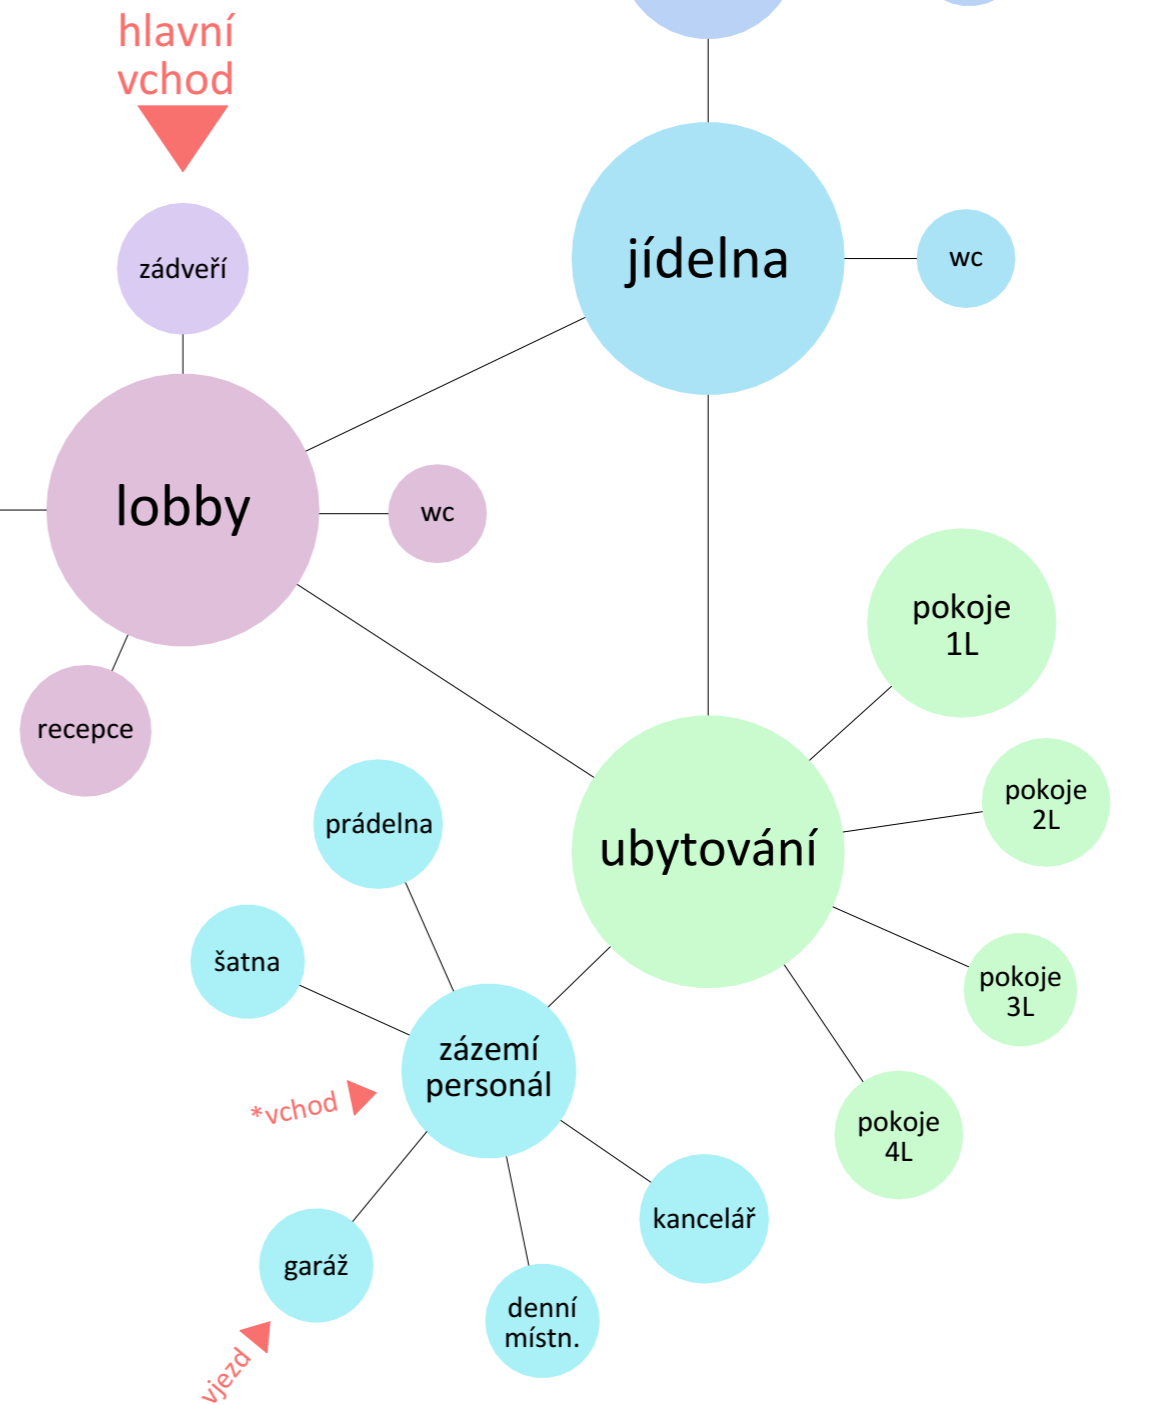 hlavní
vchod
zádveří
jídelna
wc
lobby
wc
recepce
pokoje
1L
pokoje
2L
prádelna
ubytování
šatna
pokoje
3L
zázemí
personál
*vchod
pokoje
4L
kancelář
garáž
denní
místn.
vjezd